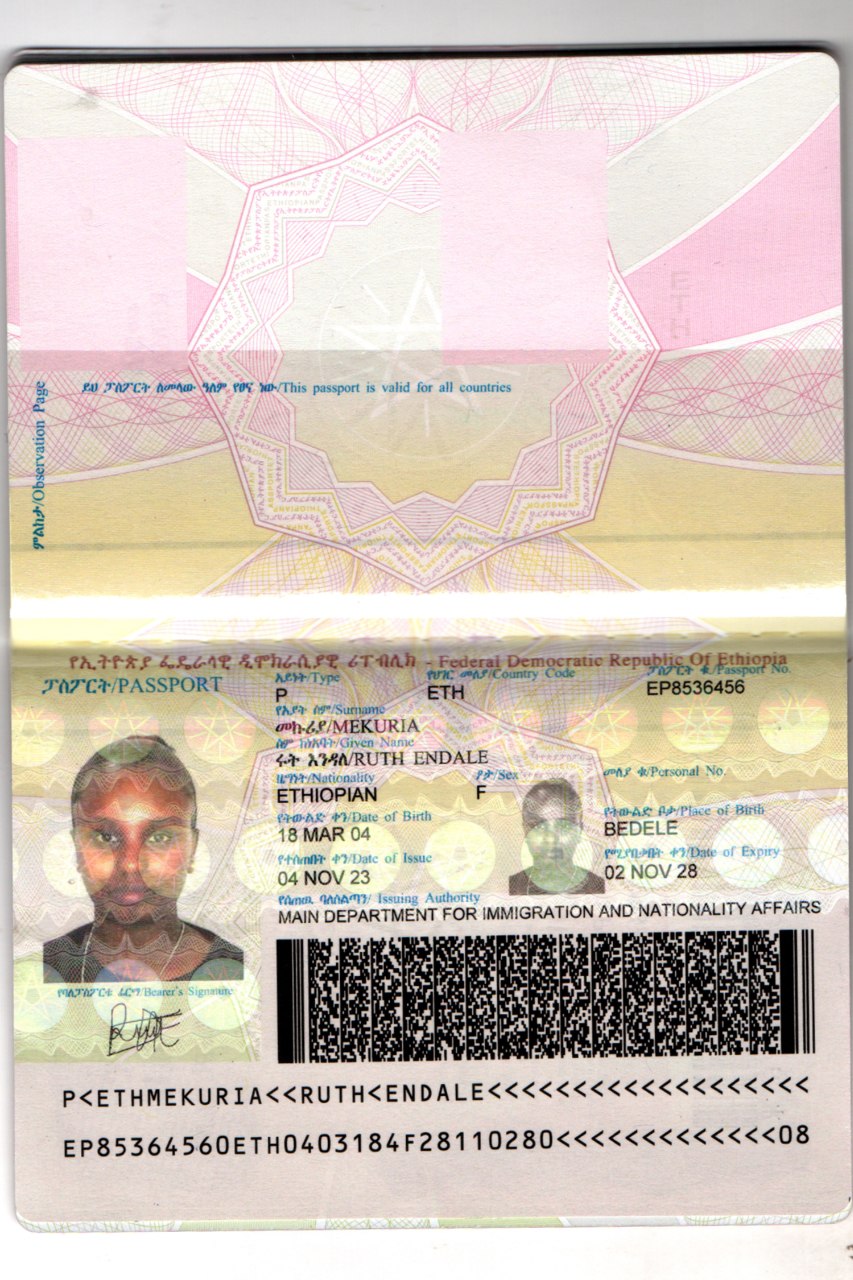 ይህ ፓስፖርት ለመላው ዓለም የፀና ነው/This passport is valid for all countries
ምልከታ/Observation Page
የኢትዮጵያ ፌዴራላዊ ዲሞክራሲያዊ ሪፐብሊክ - Federal Democratic Republic Of Ethiopia
ፓስፖርት/PASSPORT
አይነት/Type
የሀገር መለያ/Country Code
ፓስፖርት ቁ./Passport No.
P
ETH
EP8536456
የአያት ስም/Surname
መኩሪያ/MEKURIA
ስም ከነአባት/Given Name
ሩት እንዳለ/RUTH ENDALE
ዜግነት/Nationality
ፆታ/Sex
መለያ ቁ/Personal No.
ETHIOPIAN
F
የትውልድ ቀን/Date of Birth
የትውልድ ቦታ/Place of Birth
18 MAR 04
BEDELE
የተሰጠበት ቀን/Date of Issue
የሚያበቃበት ቀን/Date of Expiry
04 NOV 23
02 NOV 28
የሰጠዉ ባለስልጣን/ Issuing Authority
MAIN DEPARTMENT FOR IMMIGRATION AND NATIONALITY AFFAIRS
የባለፓስፖርቱ ፊርማ/Bearer's Signature
P<ETHMEKURIA<<RUTH<ENDALE<<<<<<<<<<<<<<<<<<<
EP85364560ETH0403184F28110280<<<<<<<<<<<<<08